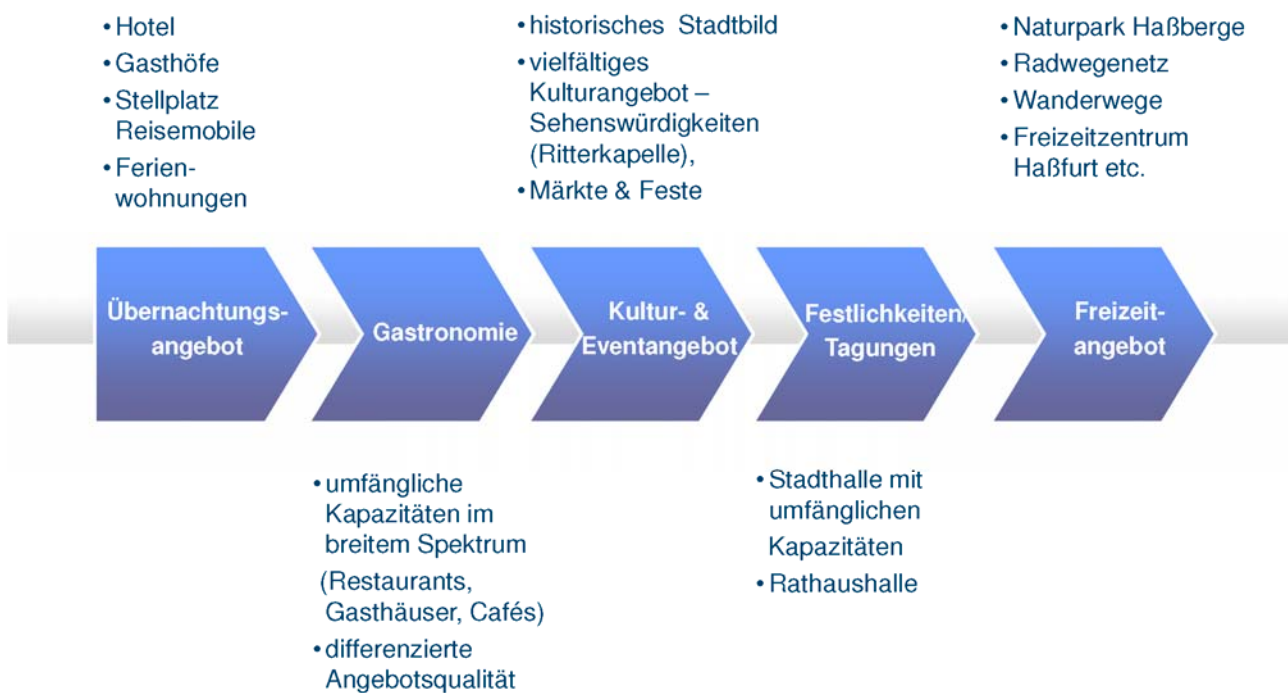 • Hotel
• Gasthöfe
• Stellplatz
Reisemobile
• Ferien-
wohnungen
• historisches Stadtbild
• vielfältiges
Kulturangebot –
Sehenswürdigkeiten
(Ritterkapelle),
• Märkte & Feste
• Naturpark Haßberge
• Radwegenetz
• Wanderwege
• Freizeitzentrum
Haßfurt etc.
Übernachtungs-
angebot
Gastronomie
Kultur- &
Eventangebot
Festlichkeiten/
Tagungen
Freizeit-
angebot
• umfängliche
Kapazitäten im
breitem Spektrum
(Restaurants,
Gasthäuser, Cafés)
• differenzierte
Angebotsqualität
• Stadthalle mit
umfänglichen
Kapazitäten
• Rathaushalle